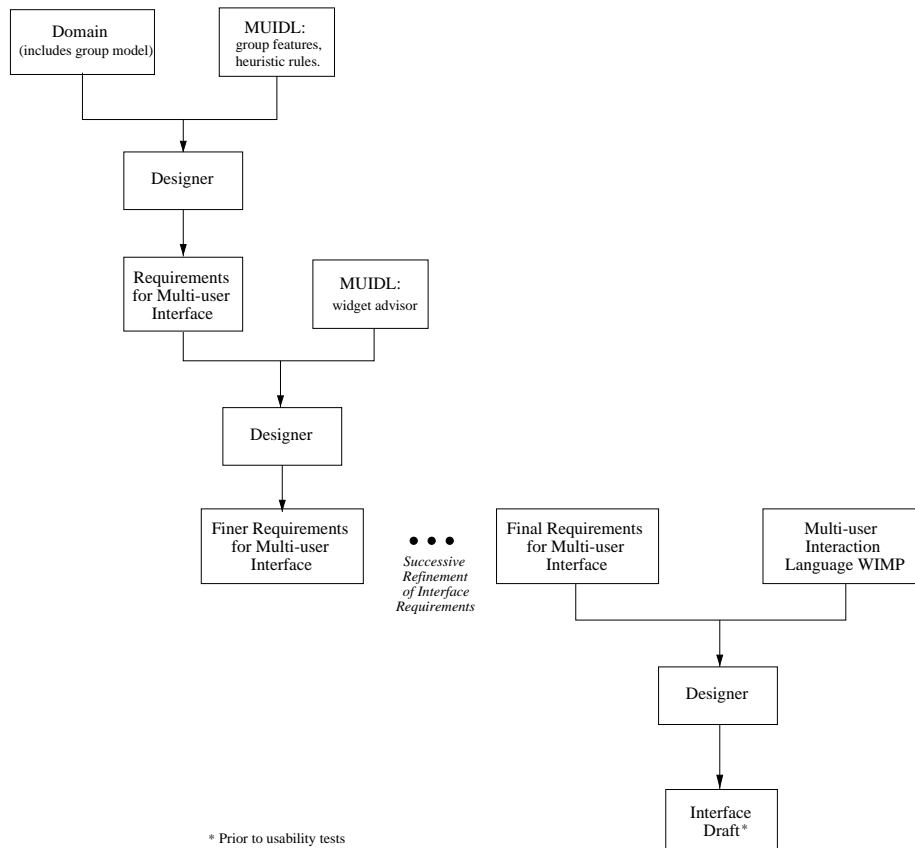 Domain
(includes group model)
MUIDL:
group features,
heuristic rules.
Designer
Requirements
for Multi-user
Interface
MUIDL:
widget advisor
Designer
Finer Requirements
for Multi-user
Interface
•••
Successive
Refinement
of Interface
Requirements
Final Requirements
for Multi-user
Interface
Multi-user
Interaction
Language WIMP
Designer
Interface
Draft*
* Prior to usability tests